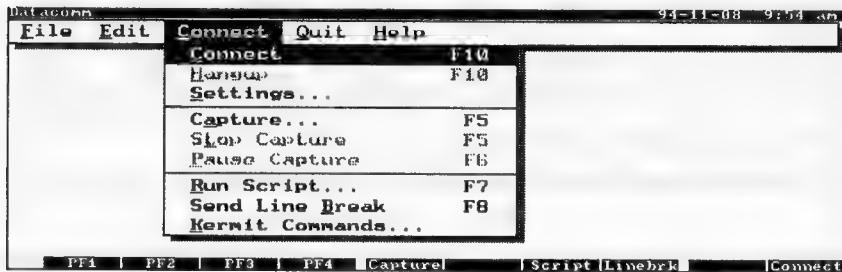 Datacomm 94-11-08 9:54 am
File Edit Connect Quit Help
Connect F10
Hangup F10
Settings...
Capture... F5
Stop Capture F5
Pause Capture F6
Run Script... F7
Send Line Break F8
Kermit Commands...
PF1 PF2 PF3 PF4 Capture Script Linebrk Connect